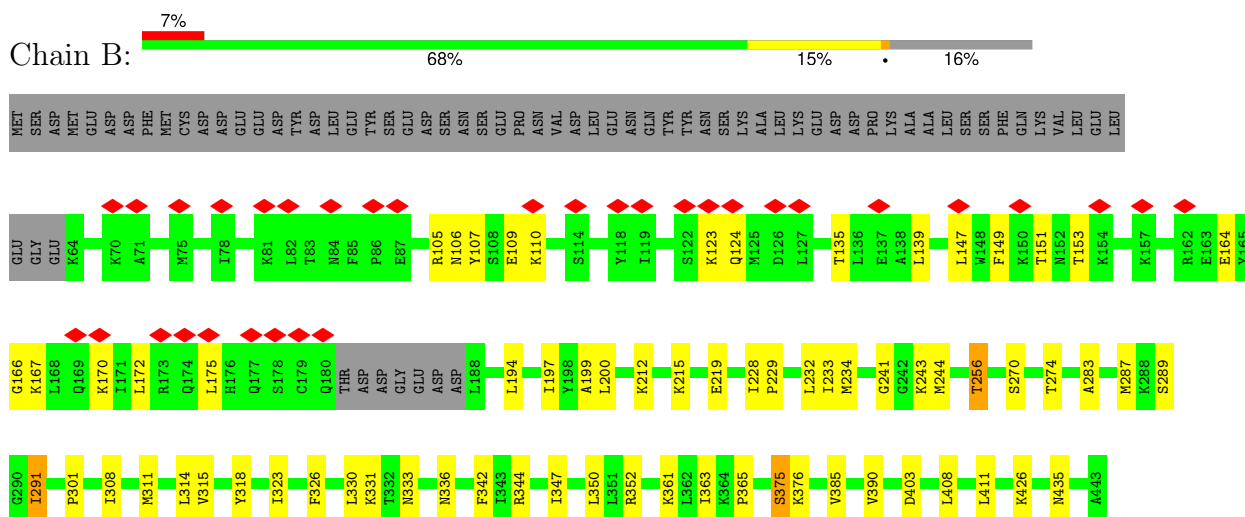 7%
Chain B:
68% 15% . 16%
MET SER ASP MET GLU ASP ASP PHE MET CYS ASP ASP GLU GLU ASP TYR ASP LEU GLU TYR SER GLU ASP SER ASN SER GLU PRO ASN VAL ASP LEU GLU ASN GLN TYR TYR ASN SER LYS ALA LEU LYS GLU ASP ASP PRO LYS ALA ALA LEU SER SER PHE GLN LYS VAL LEU GLU LEU
GLU GLY GLU K64 K70 A71 M75 I78 K81 L82 T83 N84 F85 P86 E87 R105 N106 Y107 S108 E109 K110 S114 Y118 I119 S122 K123 Q124 M125 D126 L127 T135 L136 E137 A138 L139 L147 W148 F149 K150 T151 N152 T153 K154 K157 R162 E163 E164 Y165
G166 K167 L168 Q169 K170 I171 L172 R173 Q174 L175 H176 Q177 S178 C179 Q180 THR ASP ASP GLY GLU ASP ASP L188 L194 I197 Y198 A199 L200 K212 K215 E219 I228 P229 L232 I233 M234 G241 G242 K243 M244 T256 S270 T274 A283 M287 K288 S289
G290 I291 P301 I308 M311 L314 V315 Y318 I323 F326 L330 K331 T332 N333 N336 F342 I343 R344 I347 L350 L351 R352 K361 L362 I363 K364 P365 S375 K376 V385 V390 D403 L408 L411 K426 N435 A443